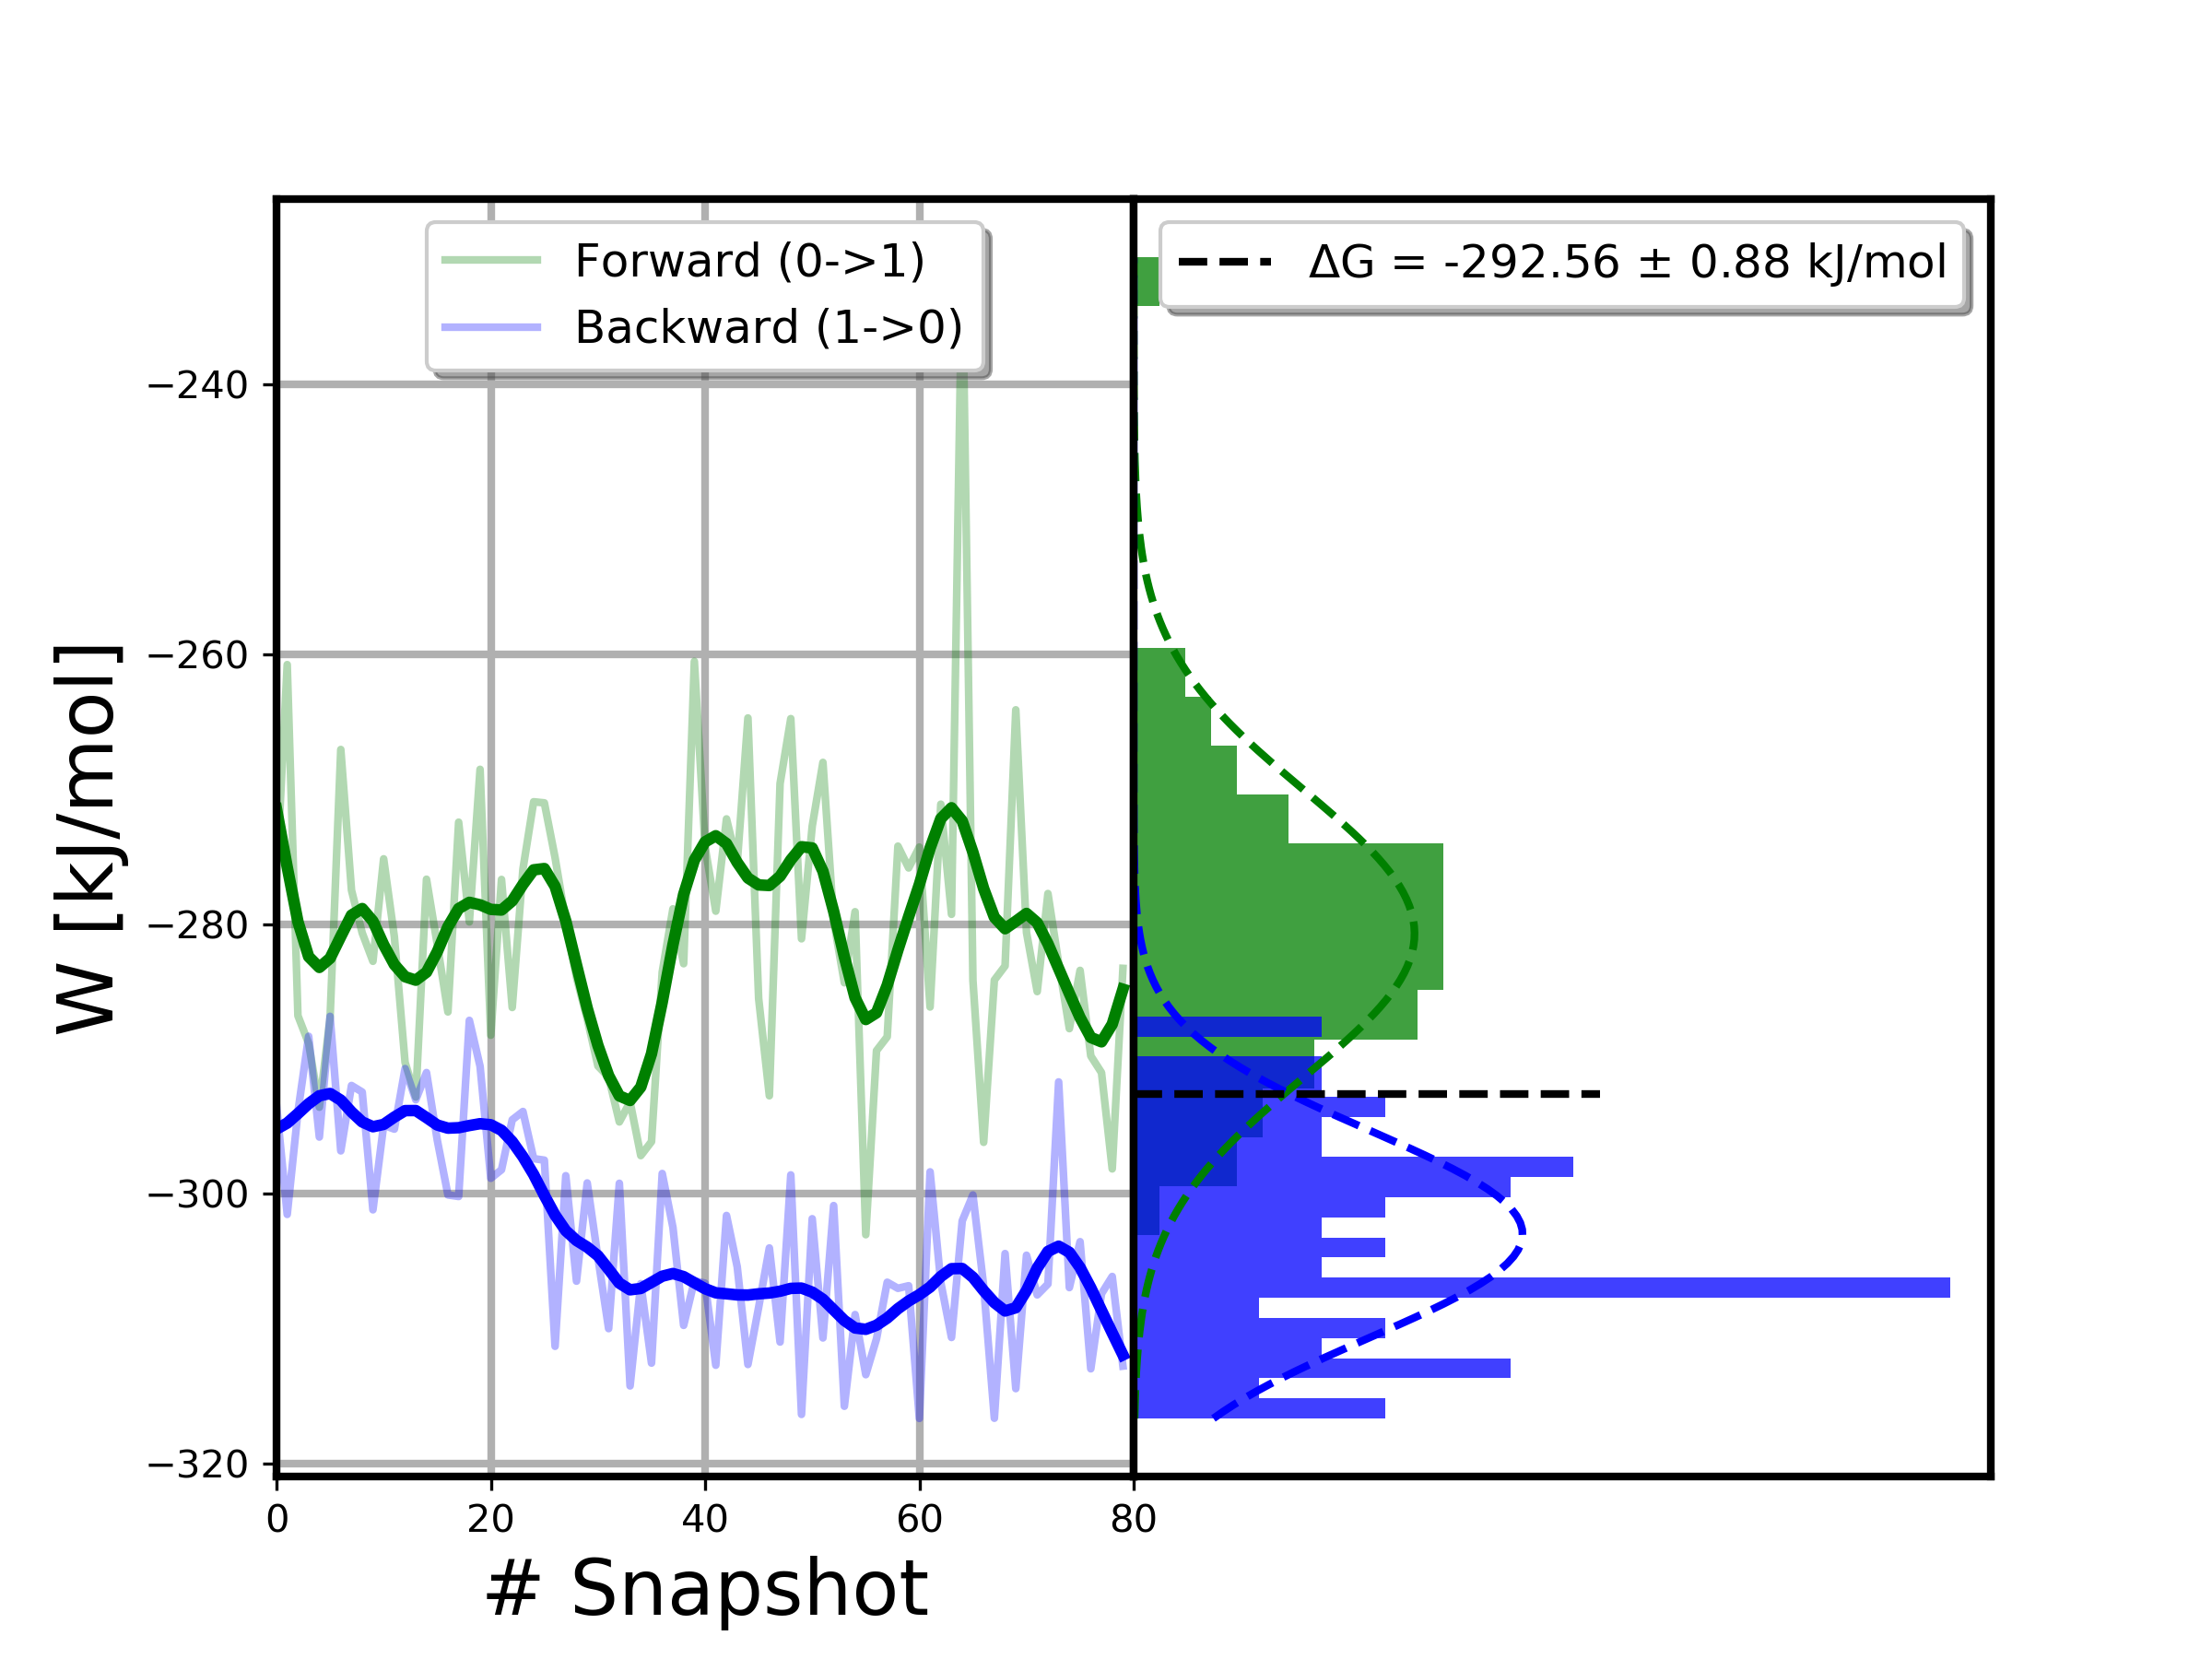 Forward (0->1)
Backward (1->0)
ΔG = -292.56 ± 0.88 kJ/mol
W [kJ/mol]
−240
−260
−280
−300
−320
0 20 40 60 80
# Snapshot